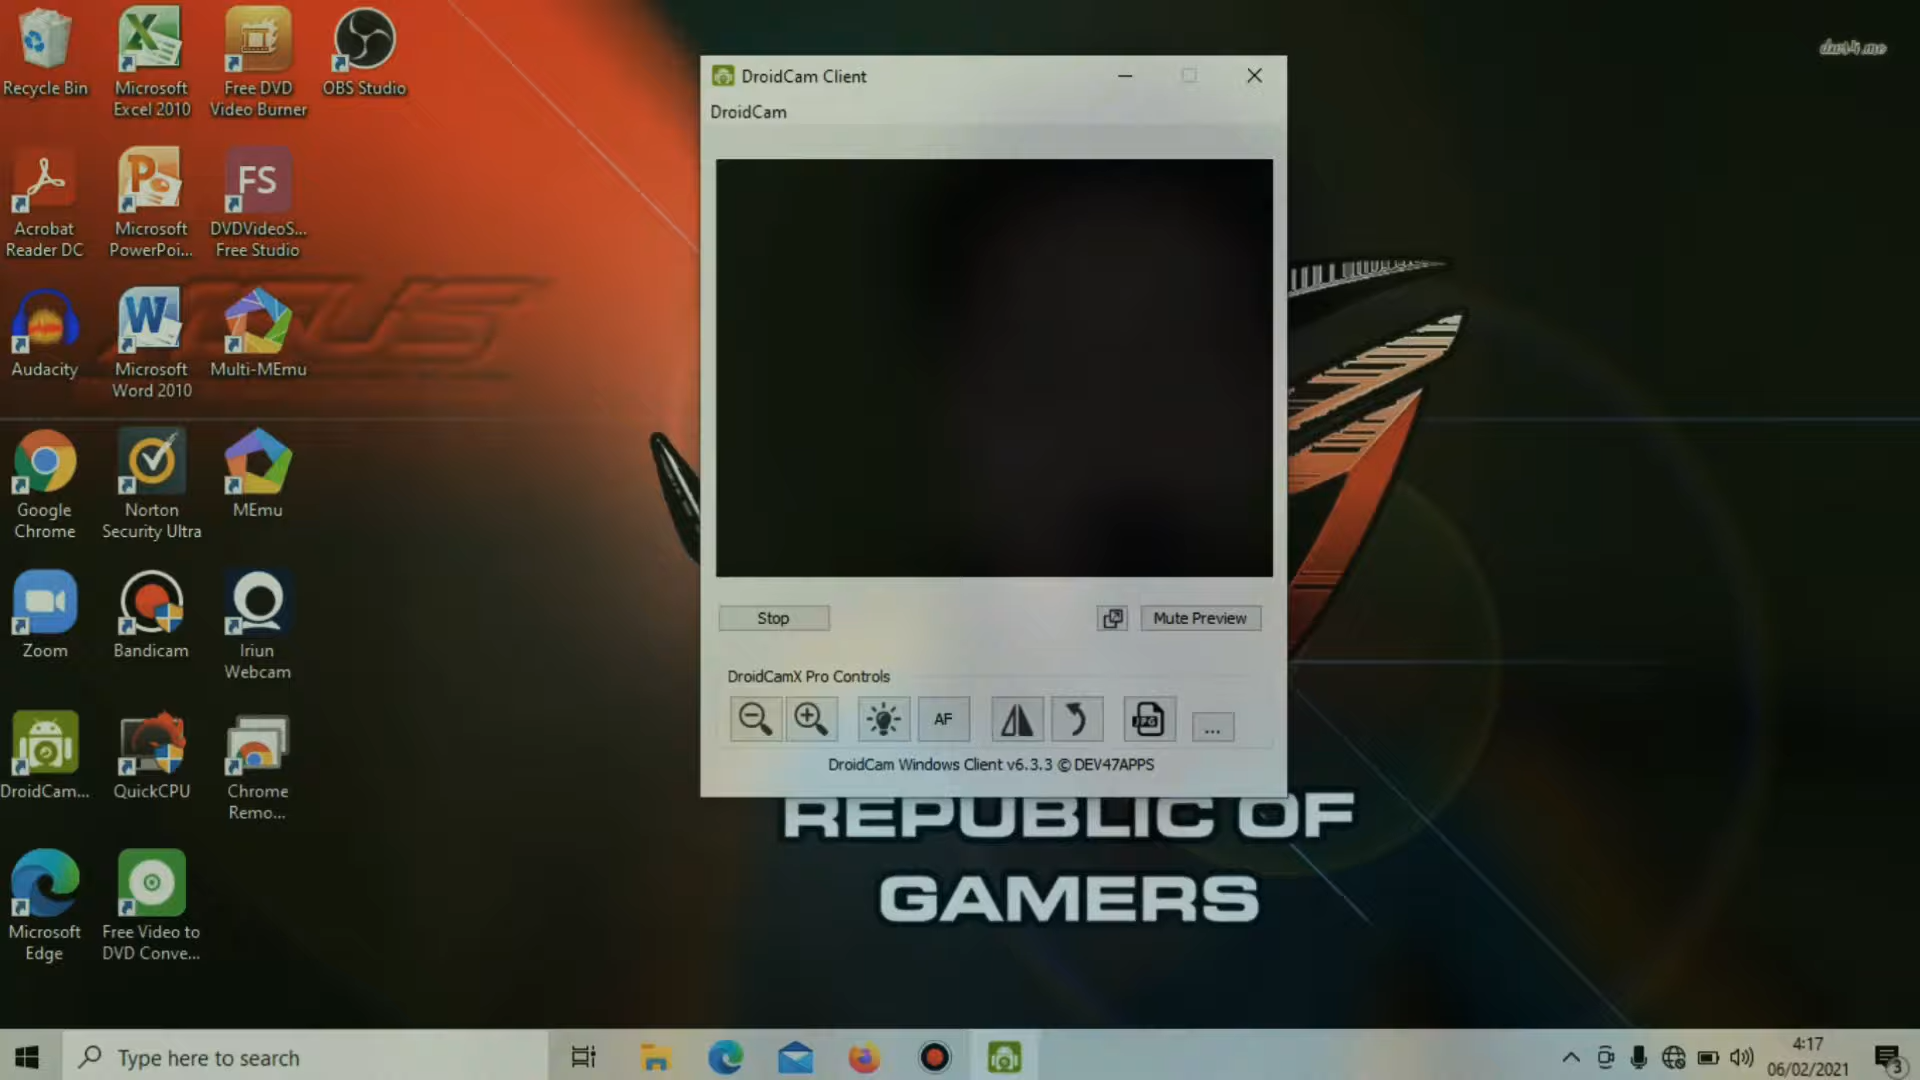 Recycle Bin
Microsoft
Excel 2010
Free DVD
Video Burner
OBS Studio
Acrobat
Reader DC
Microsoft
PowerPoi...
FS
DVDVideoS...
Free Studio
Audacity
Microsoft
Word 2010
Multi-MEmu
Google
Chrome
Norton
Security Ultra
MEmu
Zoom
Bandicam
Iriun
Webcam
DroidCam...
QuickCPU
Chrome
Remo...
Microsoft
Edge
Free Video to
DVD Conve...
DroidCam Client
DroidCam
Stop
Mute Preview
DroidCamX Pro Controls
AF
JPG
...
DroidCam Windows Client v6.3.3 © DEV47APPS
REPUBLIC OF
GAMERS
Type here to search
4:17
06/02/2021
3